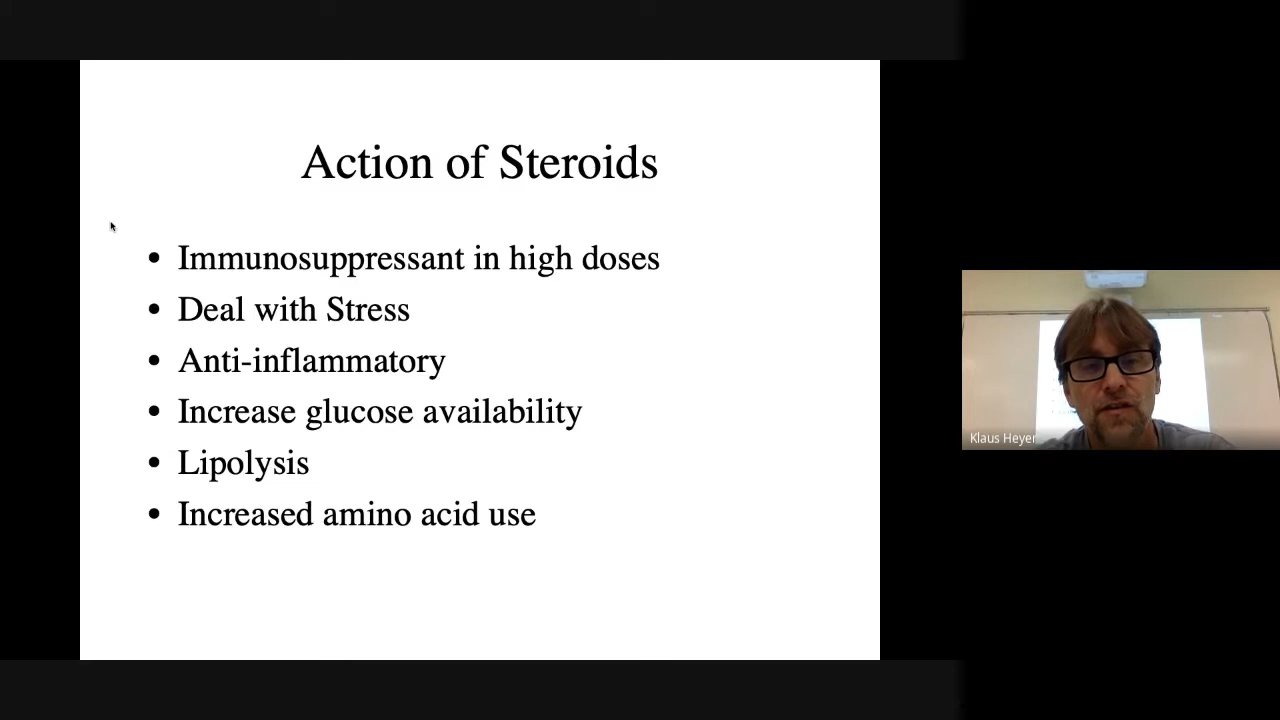 Action of Steroids
• Immunosuppressant in high doses
• Deal with Stress
• Anti-inflammatory
• Increase glucose availability
• Lipolysis
• Increased amino acid use
Klaus Heyer